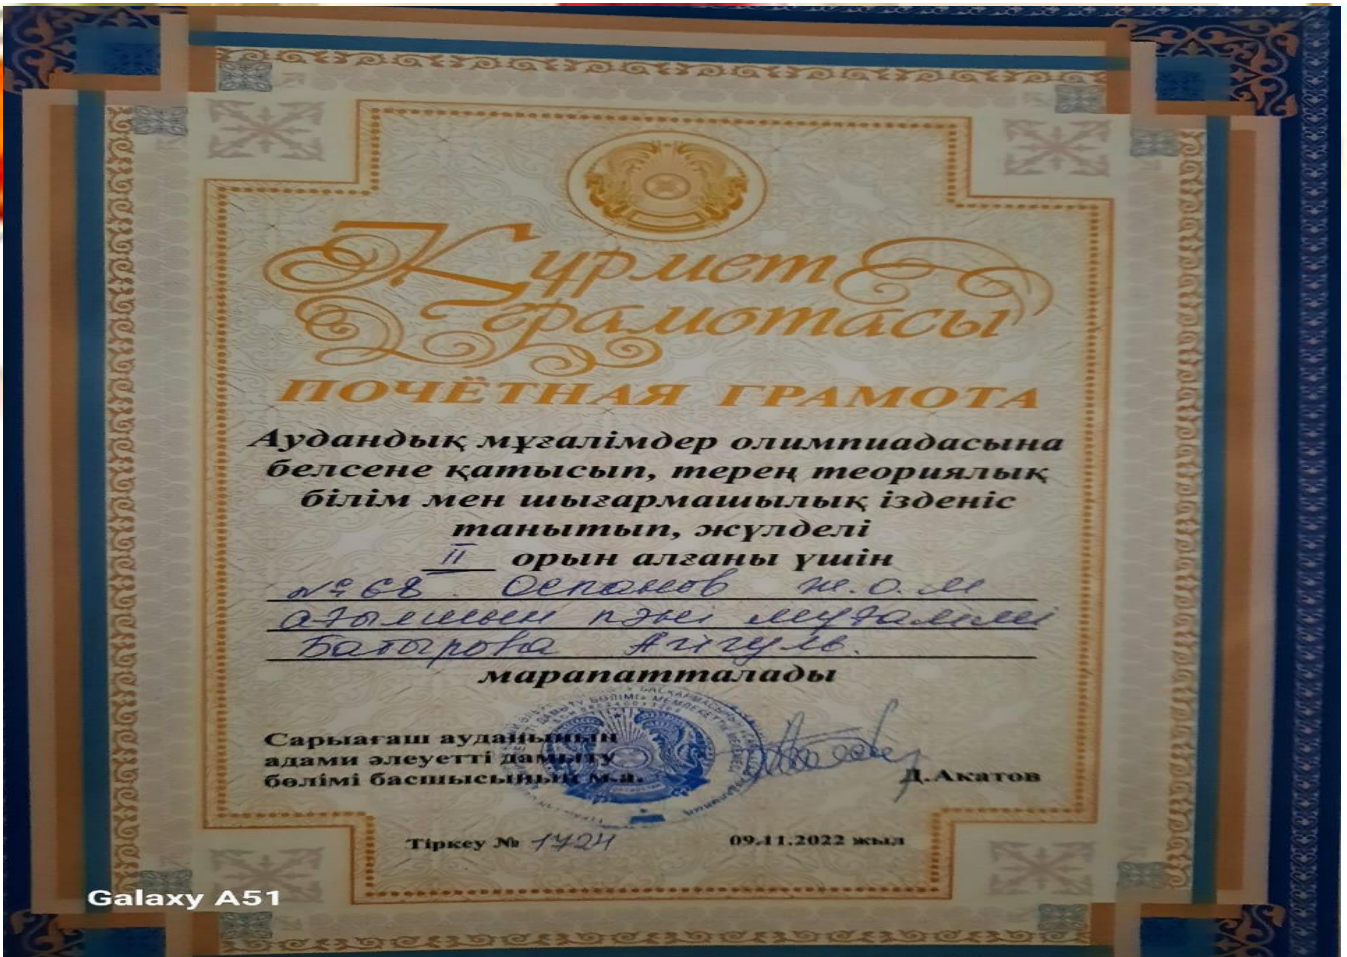 Құрмет
грамотасы
ПОЧЁТНАЯ ГРАМОТА
Аудандық мұғалімдер олимпиадасына
белсене қатысып, терең теориялық
білім мен шығармашылық ізденіс
танытып, жүлделі
II орын алғаны үшін
№68 Оспанов ж.о.м
ағылшын пәні мұғалімі
Батырова Айгуль.
марапатталады
Сарыағаш ауданының
адами әлеуетті дамыту
бөлімі басшысының м.а.
Д.Акатов
Тіркеу № 1724
09.11.2022 жыл
Galaxy A51